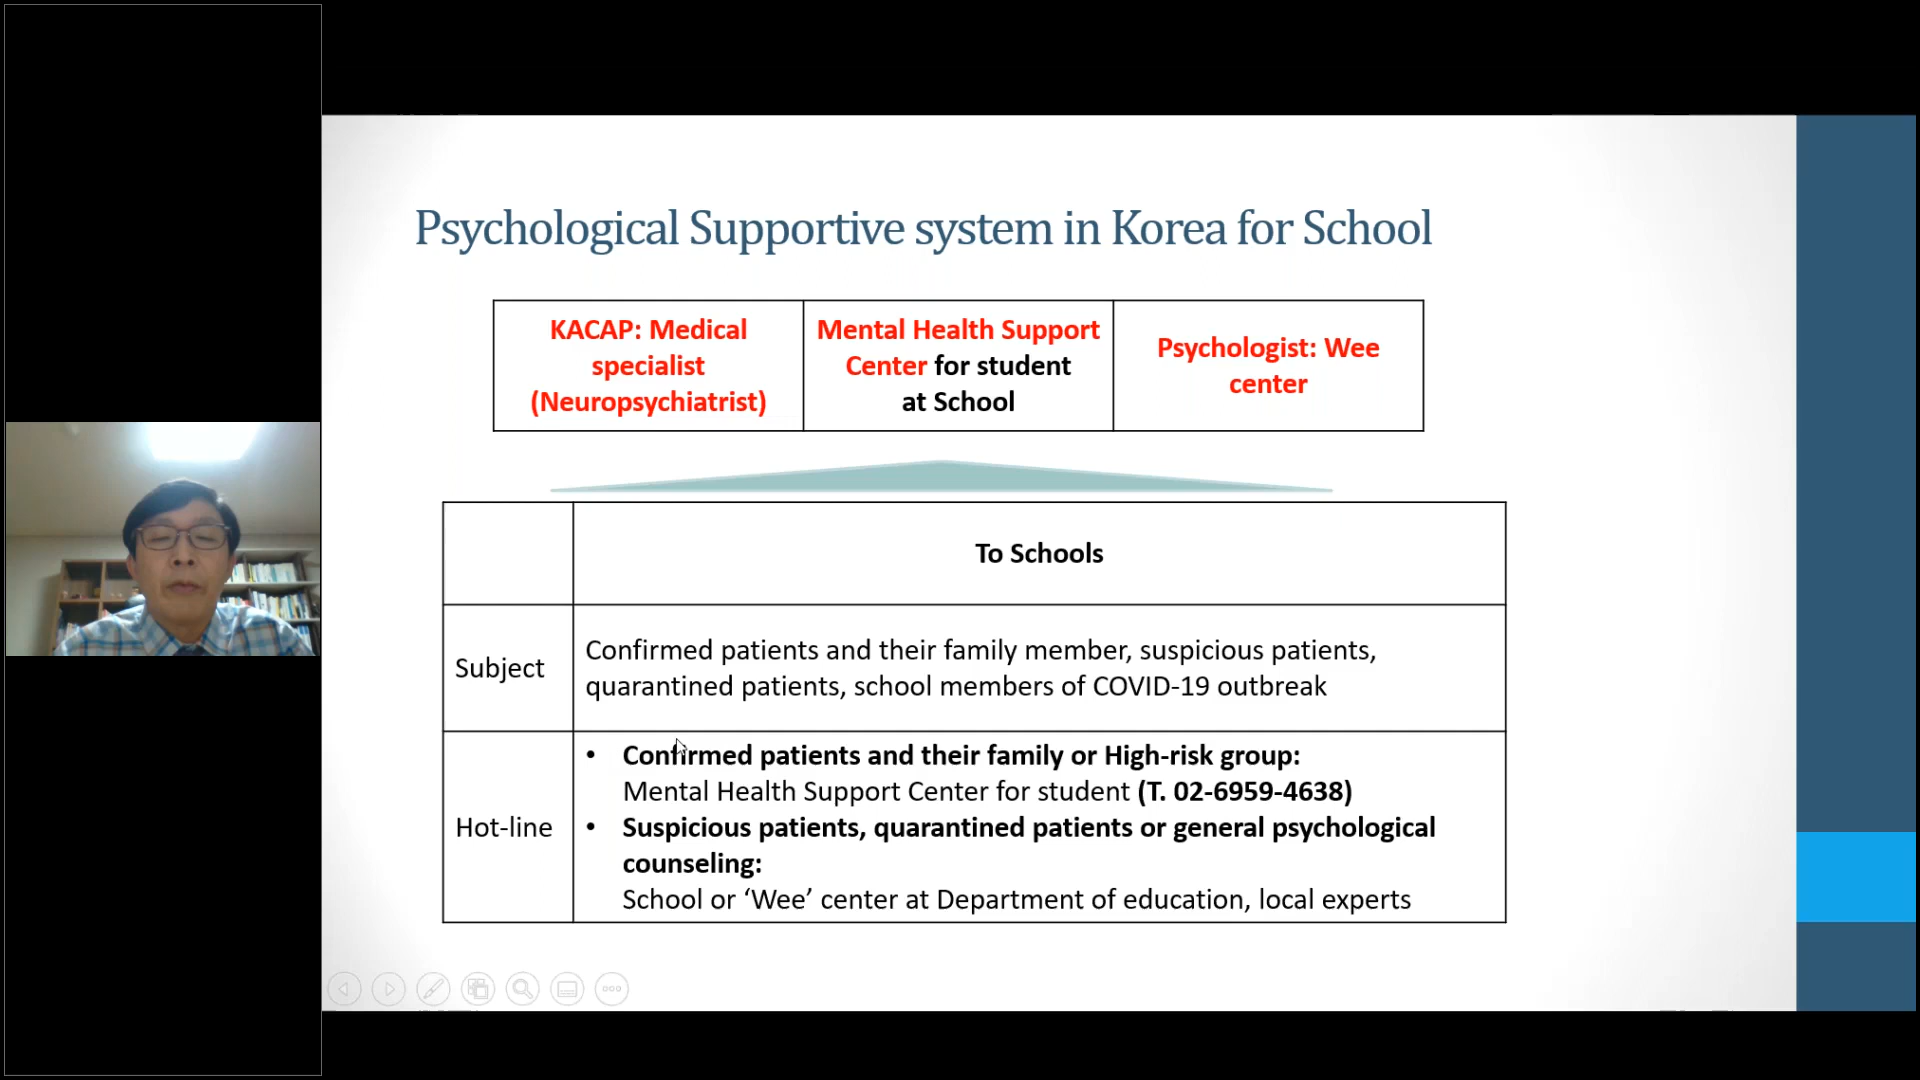 Psychological Supportive system in Korea for School
KACAP: Medical
specialist
(Neuropsychiatrist)
Mental Health Support
Center for student
at School
Psychologist: Wee
center
To Schools
Subject
Confirmed patients and their family member, suspicious patients,
quarantined patients, school members of COVID-19 outbreak
Hot-line
• Confirmed patients and their family or High-risk group:
Mental Health Support Center for student (T. 02-6959-4638)
• Suspicious patients, quarantined patients or general psychological
counseling:
School or ‘Wee’ center at Department of education, local experts